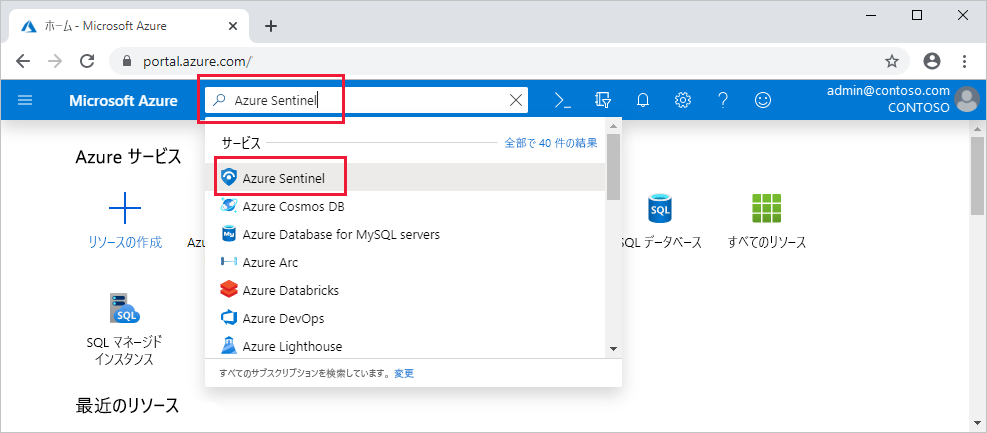 ホーム - Microsoft Azure
portal.azure.com/
Microsoft Azure
Azure Sentinel
admin@contoso.com
CONTOSO
サービス
全部で 40 件の結果
Azure サービス
Azure Sentinel
Azure Cosmos DB
Azure Database for MySQL servers
Azure Arc
Azure Databricks
Azure DevOps
Azure Lighthouse
すべてのサブスクリプションを検索しています。 変更
リソースの作成
SQL データベース
すべてのリソース
SQL マネージド
インスタンス
最近のリソース